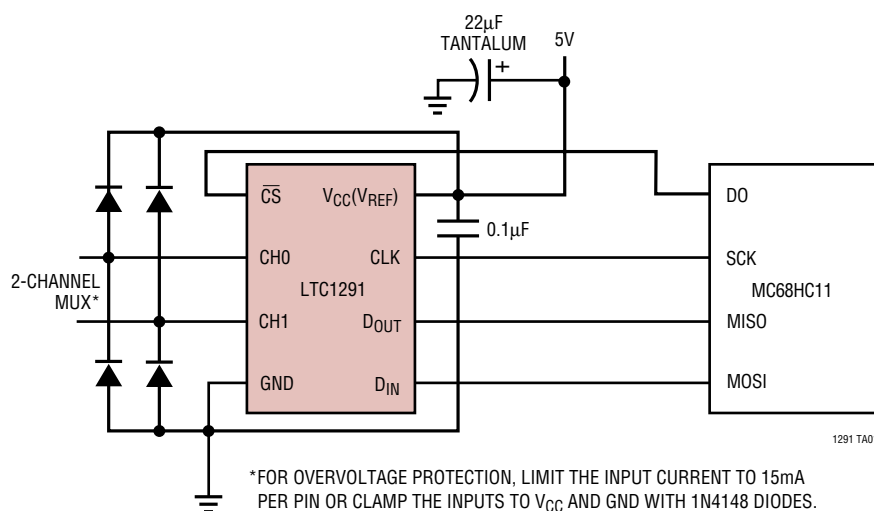 22µF
TANTALUM
5V
+
CS
VCC(VREF)
DO
0.1µF
CH0
CLK
SCK
2-CHANNEL
MUX*
LTC1291
MC68HC11
CH1
DOUT
MISO
GND
DIN
MOSI
1291 TA0
*FOR OVERVOLTAGE PROTECTION, LIMIT THE INPUT CURRENT TO 15mA
PER PIN OR CLAMP THE INPUTS TO VCC AND GND WITH 1N4148 DIODES.